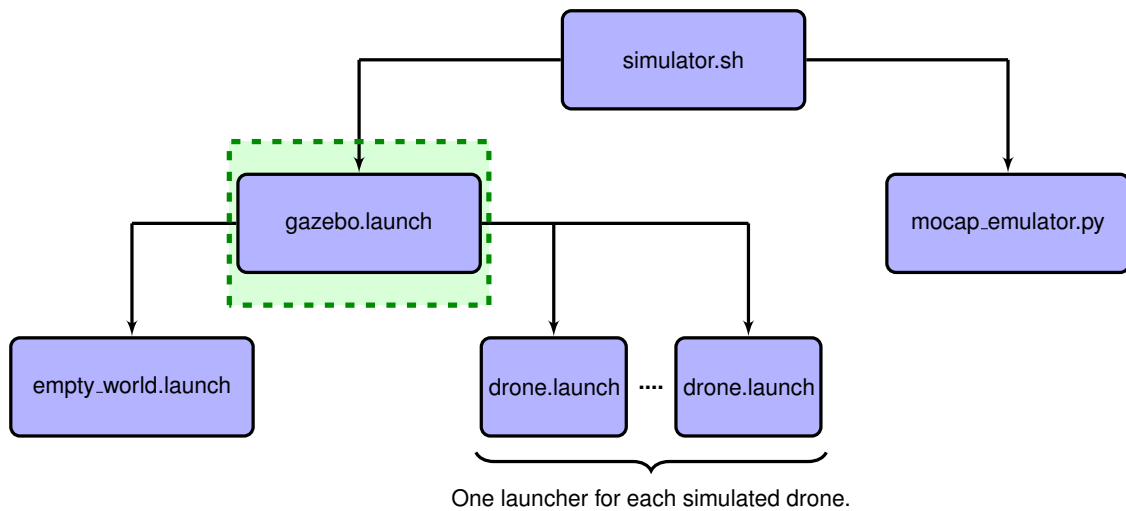 simulator.sh
gazebo.launch
mocap_emulator.py
empty_world.launch
drone.launch
....
drone.launch
One launcher for each simulated drone.